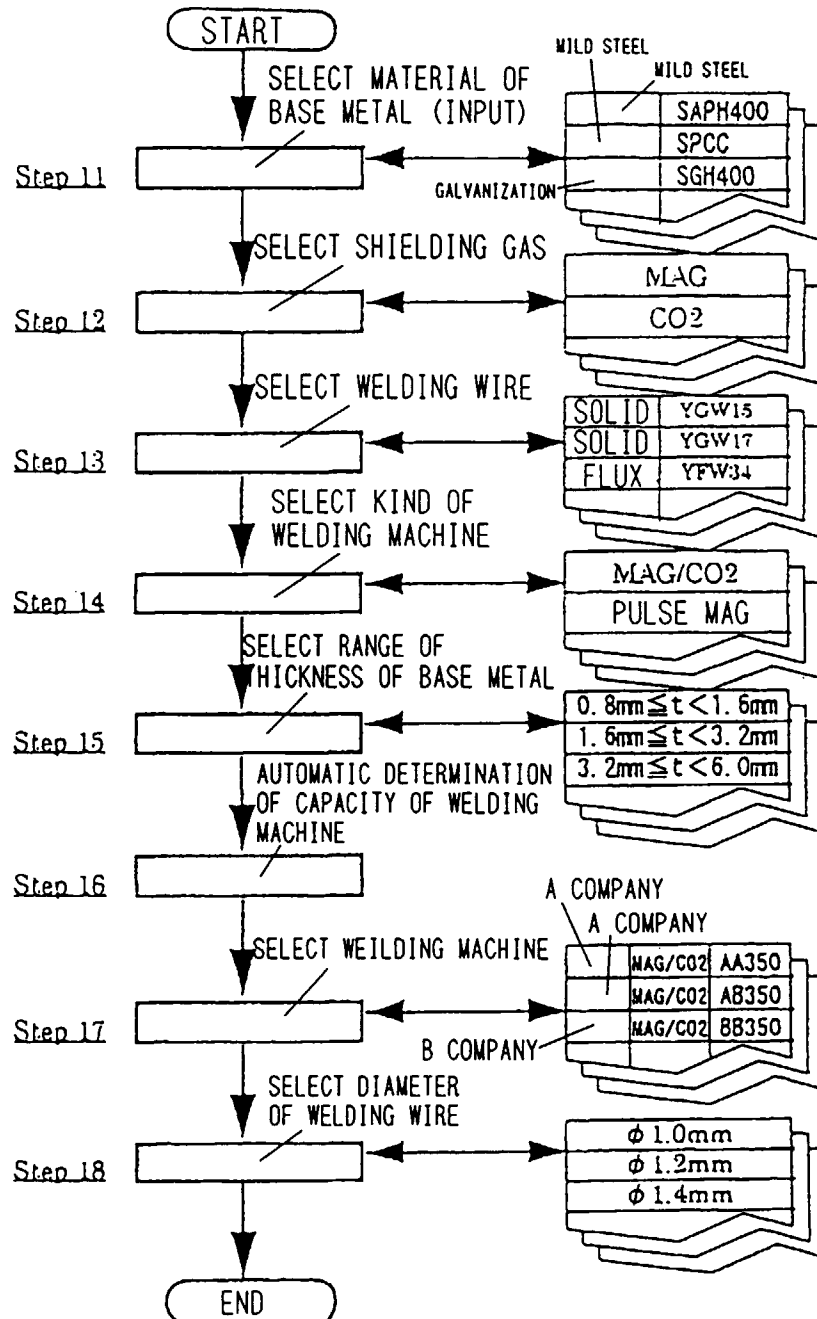 START
SELECT MATERIAL OF
BASE METAL (INPUT)
MILD STEEL
MILD STEEL
SAPH400
SPCC
GALVANIZATION
SGH400
Step 11
SELECT SHIELDING GAS
MAG
CO2
Step 12
SELECT WELDING WIRE
SOLID YGW15
SOLID YGW17
FLUX YFW34
Step 13
SELECT KIND OF
WELDING MACHINE
MAG/CO2
PULSE MAG
Step 14
SELECT RANGE OF
THICKNESS OF BASE METAL
0.8mm≦t<1.6mm
1.6mm≦t<3.2mm
3.2mm≦t<6.0mm
Step 15
AUTOMATIC DETERMINATION
OF CAPACITY OF WELDING
MACHINE
Step 16
A COMPANY
A COMPANY
SELECT WEILDING MACHINE
MAG/CO2 AA350
MAG/CO2 AB350
B COMPANY
MAG/CO2 BB350
Step 17
SELECT DIAMETER
OF WELDING WIRE
φ1.0mm
φ1.2mm
φ1.4mm
Step 18
END